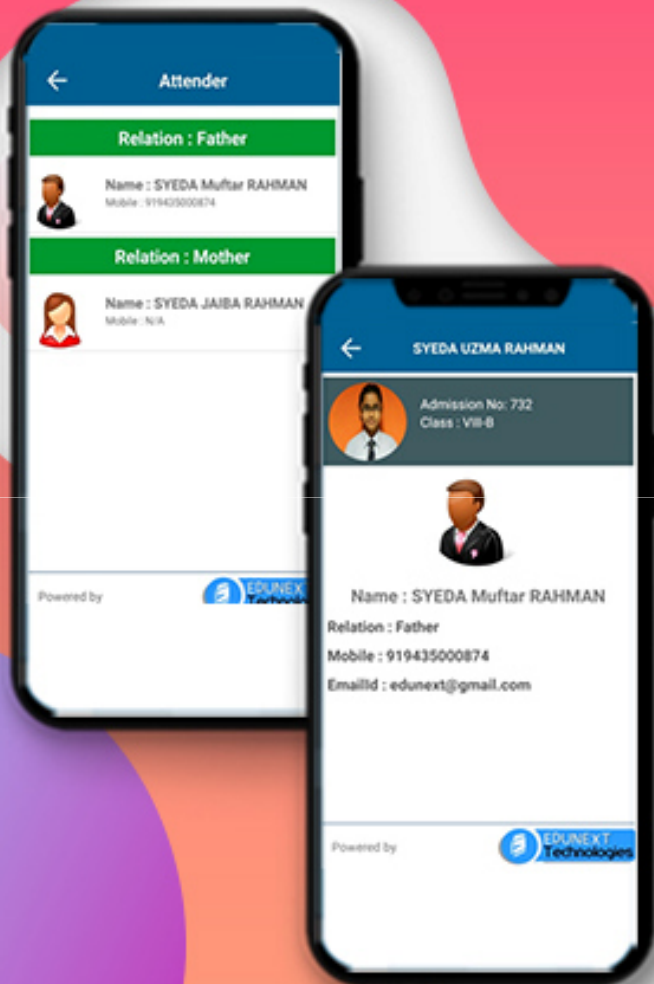 Attender
Relation : Father
Name : SYEDA Muftar RAHMAN
Mobile : 919435000874
Relation : Mother
Name : SYEDA JAIBA RAHMAN
Mobile : N/A
Powered by
SYEDA UZMA RAHMAN
Admission No: 732
Class : VIII-B
Name : SYEDA Muftar RAHMAN
Relation : Father
Mobile : 919435000874
EmailId : edunext@gmail.com
Powered by
EDUNEXT
Technologies